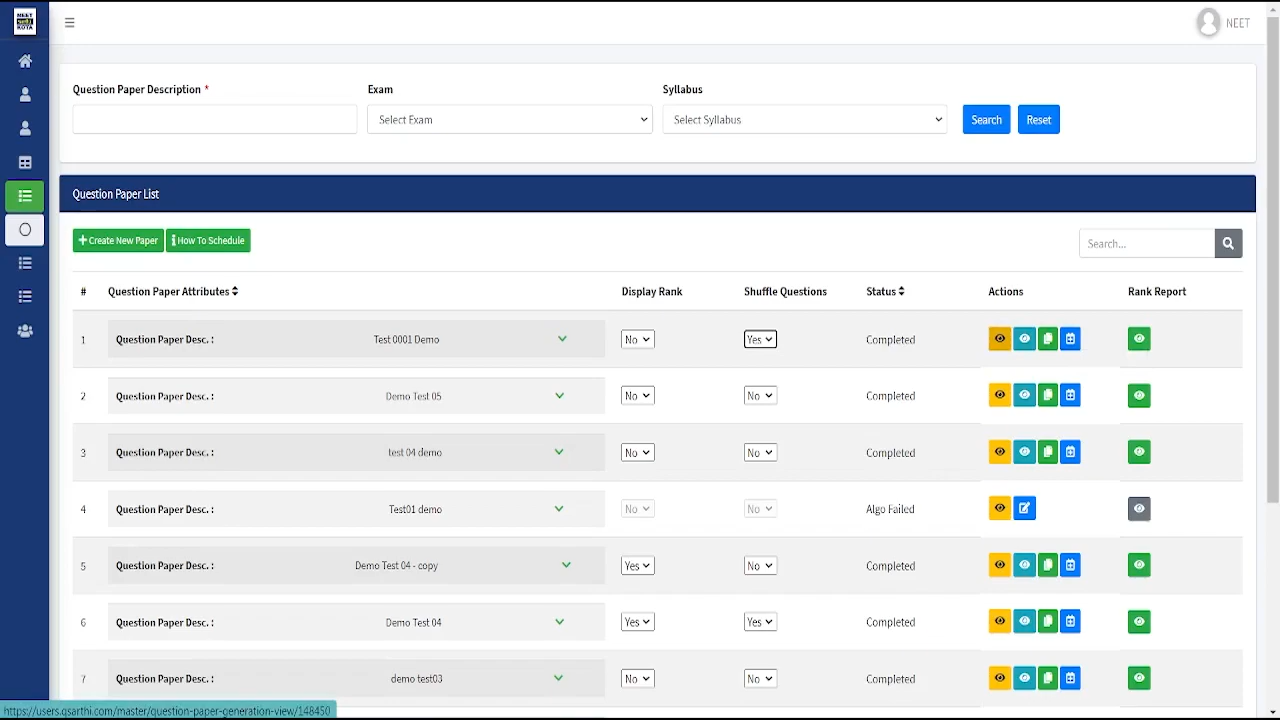 NEET
KOTA
NEET
Question Paper Description *
Exam
Syllabus
Select Exam
Select Syllabus
Search
Reset
Question Paper List
Create New Paper
How To Schedule
Search...
# Question Paper Attributes Display Rank Shuffle Questions Status Actions Rank Report
1 Question Paper Desc. : Test 0001 Demo No Yes Completed
2 Question Paper Desc. : Demo Test 05 No No Completed
3 Question Paper Desc. : test 04 demo No No Completed
4 Question Paper Desc. : Test01 demo No No Algo Failed
5 Question Paper Desc. : Demo Test 04 - copy Yes No Completed
6 Question Paper Desc. : Demo Test 04 Yes Yes Completed
7 Question Paper Desc. : demo test03 No No Completed
https://users.qsarthi.com/master/question-paper-generation-view/148450